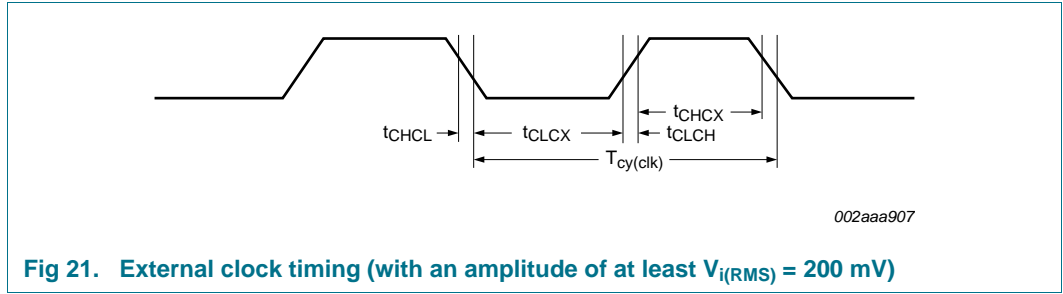 tCHCX
tCHCL
tCLCX
tCLCH
Tcy(clk)
002aaa907
Fig 21. External clock timing (with an amplitude of at least Vi(RMS) = 200 mV)